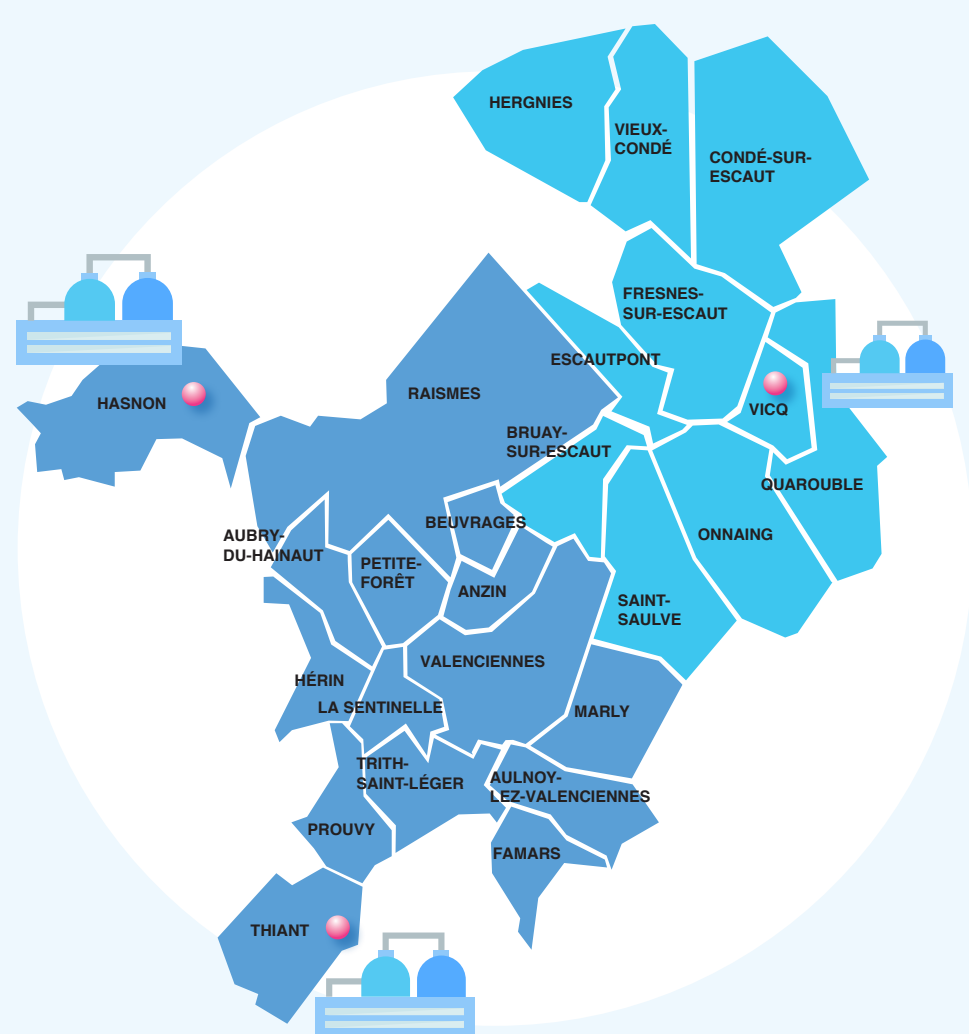 HERGNIES
VIEUX-
CONDÉ
CONDÉ-SUR-
ESCAUT
FRESNES-
SUR-ESCAUT
ESCAUTPONT
RAISMES
HASNON
VICQ
BRUAY-
SUR-ESCAUT
QUAROUBLE
BEUVRAGES
AUBRY-
DU-HAINAUT
ONNAING
PETITE-
FORÊT
ANZIN
SAINT-
SAULVE
VALENCIENNES
HÉRIN
LA SENTINELLE
MARLY
TRITH-
SAINT-LÉGER
AULNOY-
LEZ-VALENCIENNES
PROUVY
FAMARS
THIANT